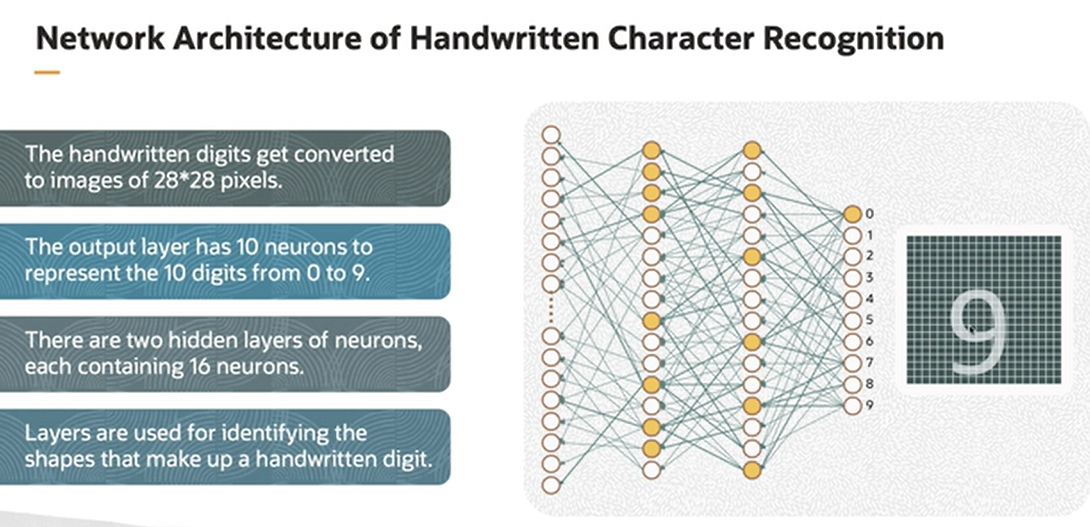 Network Architecture of Handwritten Character Recognition
The handwritten digits get converted
to images of 28*28 pixels.
The output layer has 10 neurons to
represent the 10 digits from 0 to 9.
There are two hidden layers of neurons,
each containing 16 neurons.
Layers are used for identifying the
shapes that make up a handwritten digit.
0
1
2
3
4
5
6
7
8
9
9